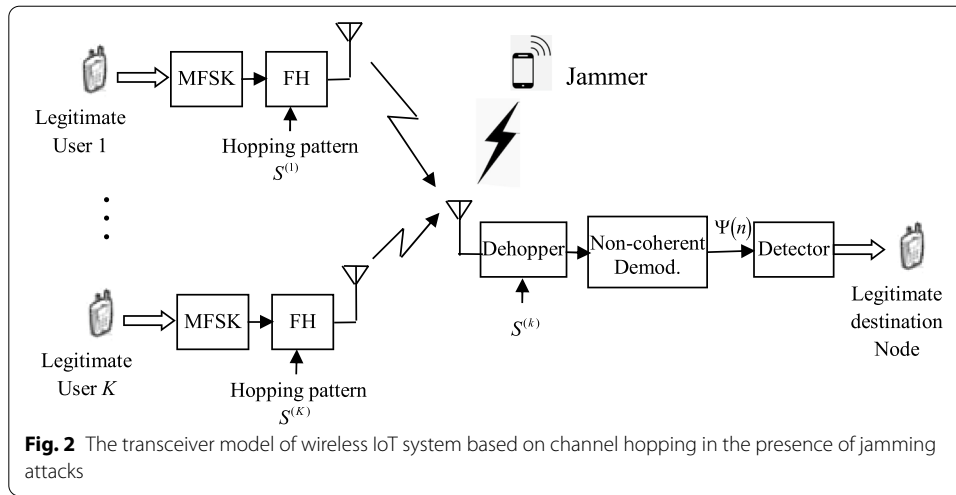 Jammer
MFSK
FH
Legitimate
User 1
Hopping pattern
S^{(1)}
Dehopper
Non-coherent
Demod.
Ψ(n)
Detector
S^{(k)}
Legitimate
destination
Node
MFSK
FH
Legitimate
User K
Hopping pattern
S^{(K)}
Fig. 2 The transceiver model of wireless IoT system based on channel hopping in the presence of jamming
attacks